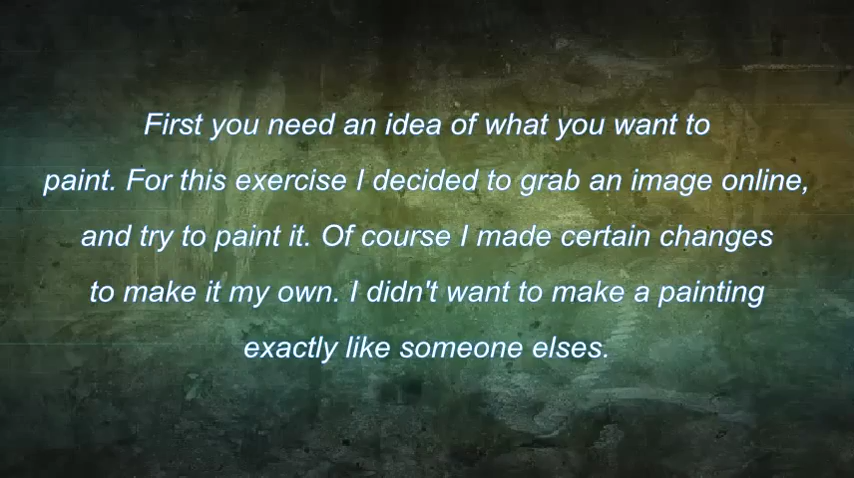 First you need an idea of what you want to
paint. For this exercise I decided to grab an image online,
and try to paint it. Of course I made certain changes
to make it my own. I didn't want to make a painting
exactly like someone elses.